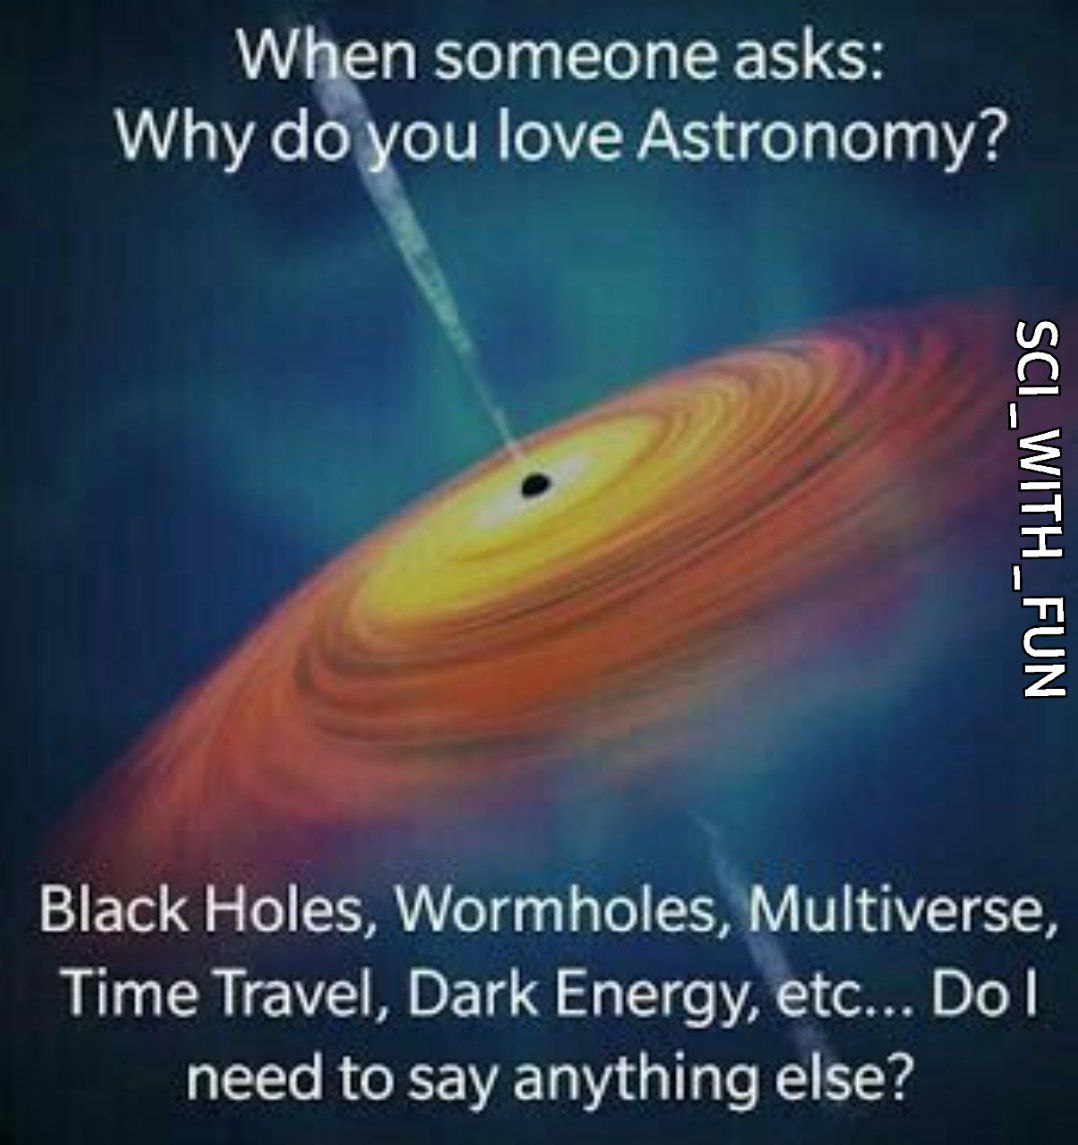 When someone asks:
Why do you love Astronomy?
SCI_WITH_FUN
Black Holes, Wormholes, Multiverse,
Time Travel, Dark Energy, etc... Do I
need to say anything else?